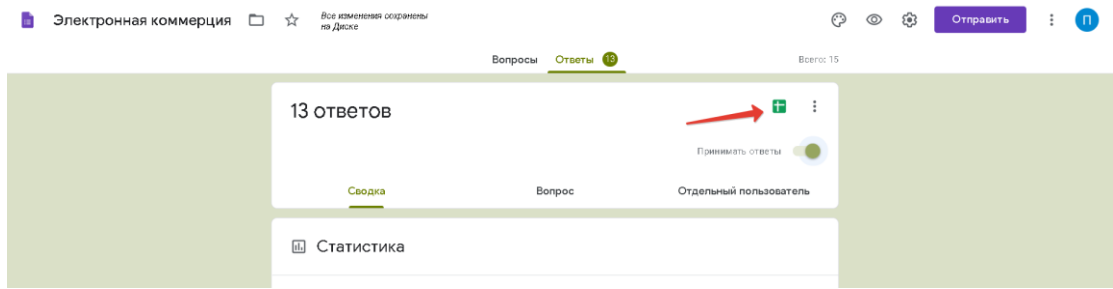 Электронная коммерция
Все изменения сохранены
на Диске
Отправить
П
Вопросы Ответы 13
Всего: 15
13 ответов
Принимать ответы
Сводка Вопрос Отдельный пользователь
Статистика